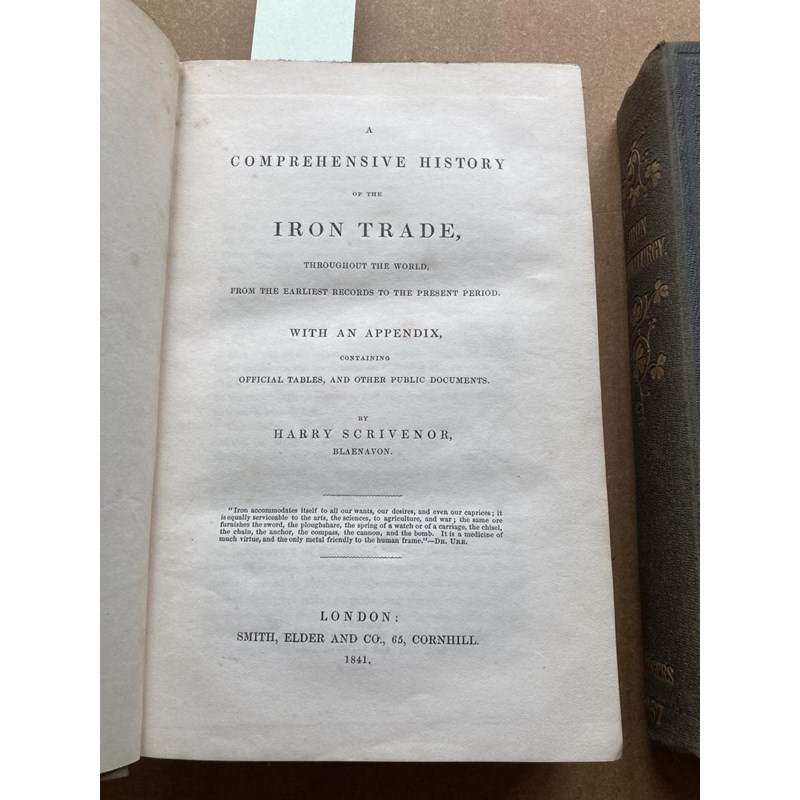 A
COMPREHENSIVE HISTORY
OF THE
IRON TRADE,
THROUGHOUT THE WORLD,
FROM THE EARLIEST RECORDS TO THE PRESENT PERIOD.
WITH AN APPENDIX,
CONTAINING
OFFICIAL TABLES, AND OTHER PUBLIC DOCUMENTS.
BY
HARRY SCRIVENOR,
BLAENAVON.
"Iron accommodates itself to all our wants, our desires, and even our caprices; it
is equally serviceable to the arts, the sciences, to agriculture, and war; the same ore
furnishes the sword, the ploughshare, the spring of a watch or of a carriage, the chisel,
the chain, the anchor, the compass, the cannon, and the bomb. It is a medicine of
much virtue, and the only metal friendly to the human frame."—DR. URE.
LONDON:
SMITH, ELDER AND CO., 65, CORNHILL.
1841.
IRON